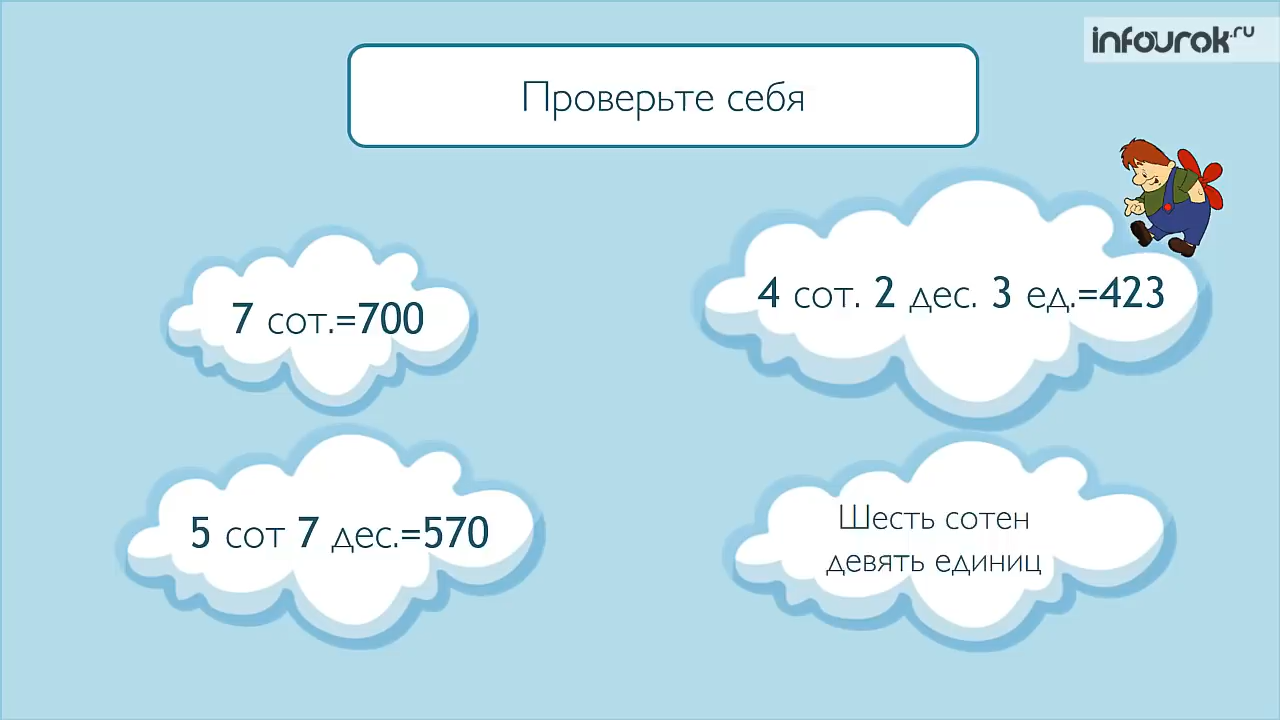 infourok.ru
Проверьте себя
7 сот.=700
4 сот. 2 дес. 3 ед.=423
5 сот 7 дес.=570
Шесть сотен
девять единиц